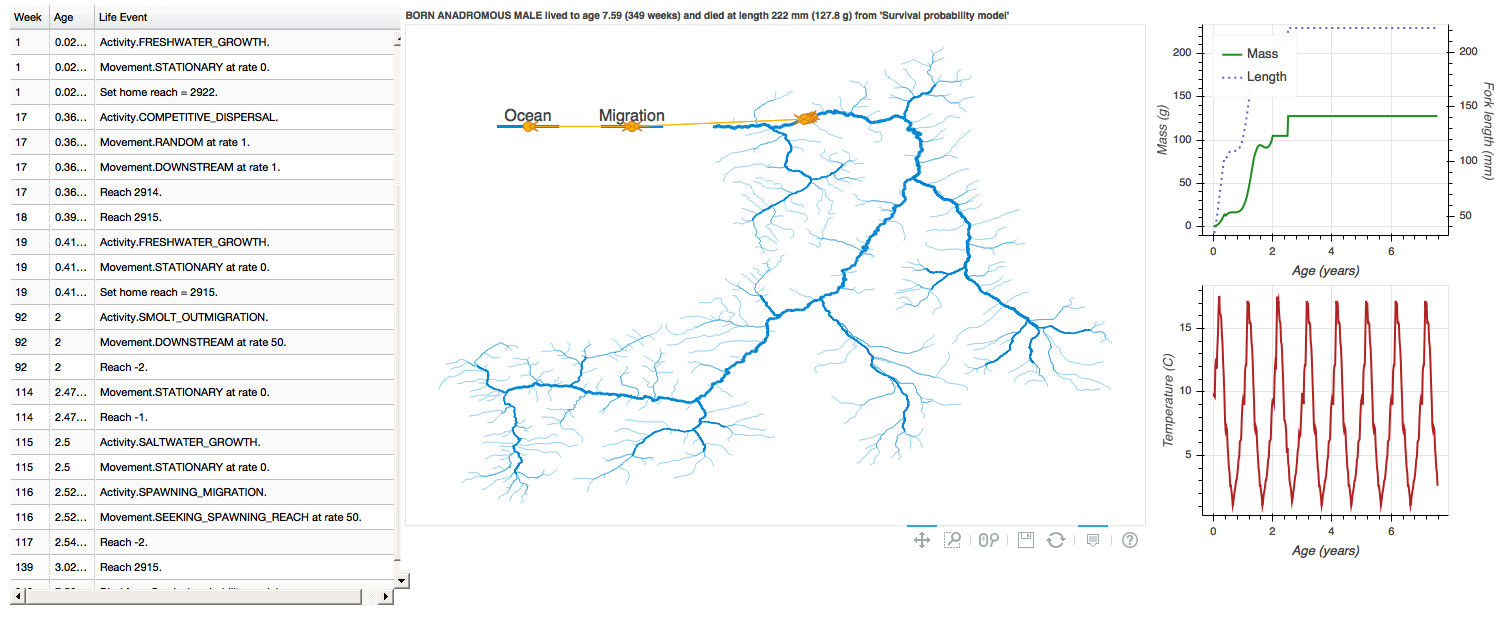 Week Age Life Event
1 0.02... Activity.FRESHWATER_GROWTH.
1 0.02... Movement.STATIONARY at rate 0.
1 0.02... Set home reach = 2922.
17 0.36... Activity.COMPETITIVE_DISPERSAL.
17 0.36... Movement.RANDOM at rate 1.
17 0.36... Movement.DOWNSTREAM at rate 1.
17 0.36... Reach 2914.
18 0.39... Reach 2915.
19 0.41... Activity.FRESHWATER_GROWTH.
19 0.41... Movement.STATIONARY at rate 0.
19 0.41... Set home reach = 2915.
92 2 Activity.SMOLT_OUTMIGRATION.
92 2 Movement.DOWNSTREAM at rate 50.
92 2 Reach -2.
114 2.47... Movement.STATIONARY at rate 0.
114 2.47... Reach -1.
115 2.5 Activity.SALTWATER_GROWTH.
115 2.5 Movement.STATIONARY at rate 0.
116 2.52... Activity.SPAWNING_MIGRATION.
116 2.52... Movement.SEEKING_SPAWNING_REACH at rate 50.
117 2.54... Reach -2.
139 3.02... Reach 2915.
BORN ANADROMOUS MALE lived to age 7.59 (349 weeks) and died at length 222 mm (127.8 g) from 'Survival probability model'
Ocean Migration
Mass
Length
Mass (g)
200
150
100
50
0
Fork length (mm)
200
150
100
50
0 2 4 6
Age (years)
Temperature (C)
15
10
5
0 2 4 6
Age (years)